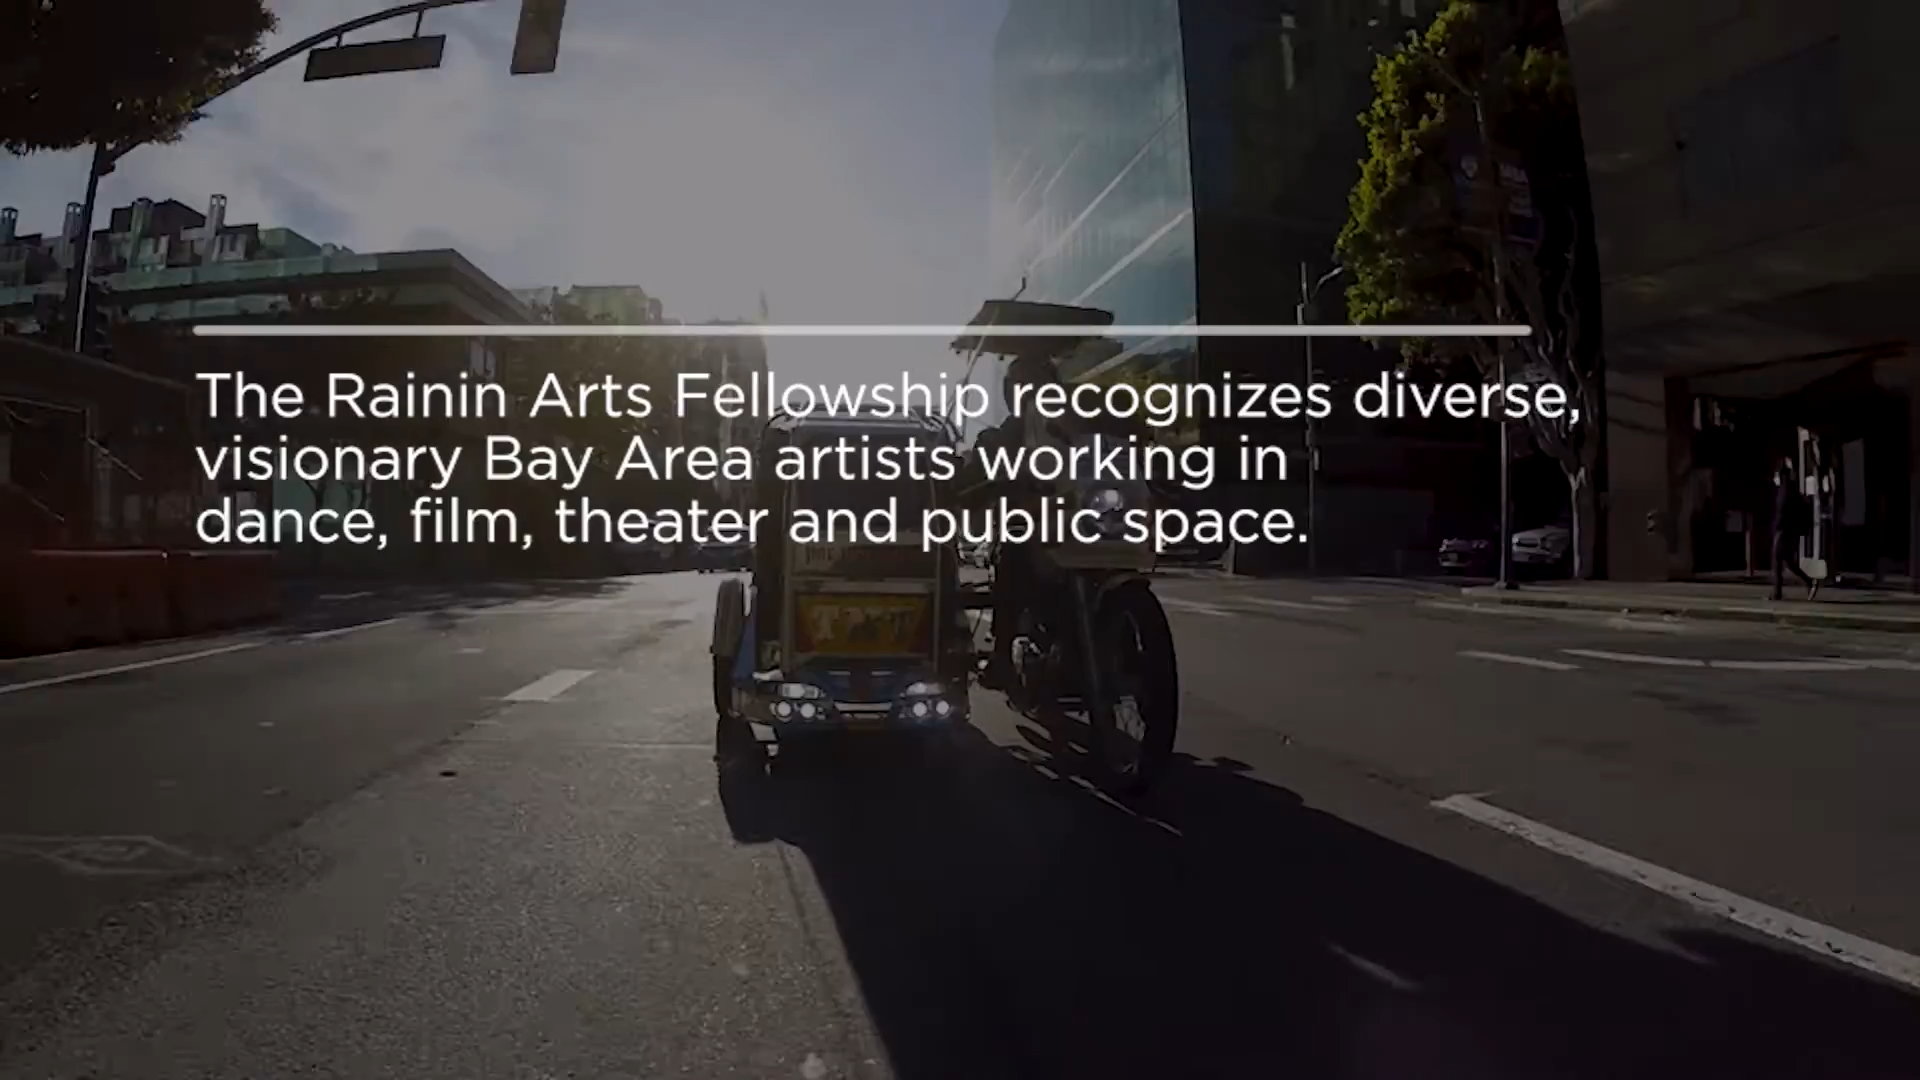 The Rainin Arts Fellowship recognizes diverse,
visionary Bay Area artists working in
dance, film, theater and public space.